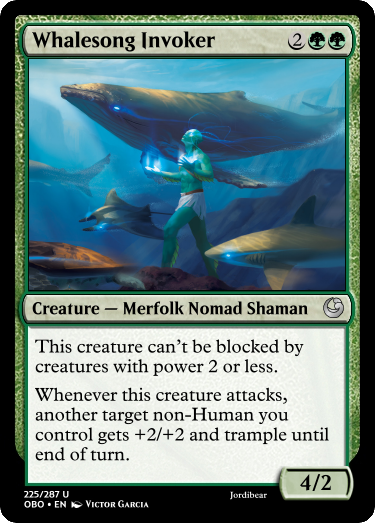 Whalesong Invoker 2
Creature — Merfolk Nomad Shaman
This creature can't be blocked by
creatures with power 2 or less.
Whenever this creature attacks,
another target non-Human you
control gets +2/+2 and trample until
end of turn.
4/2
225/287 U
OBO • EN Victor Garcia
Jordibear